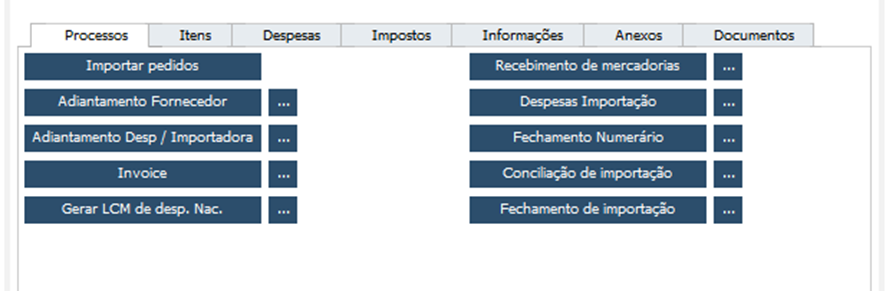 Processos Itens Despesas Impostos Informações Anexos Documentos
Importar pedidos
Adiantamento Fornecedor ...
Adiantamento Desp / Importadora ...
Invoice ...
Gerar LCM de desp. Nac. ...
Recebimento de mercadorias ...
Despesas Importação ...
Fechamento Numerário ...
Conciliação de importação ...
Fechamento de importação ...